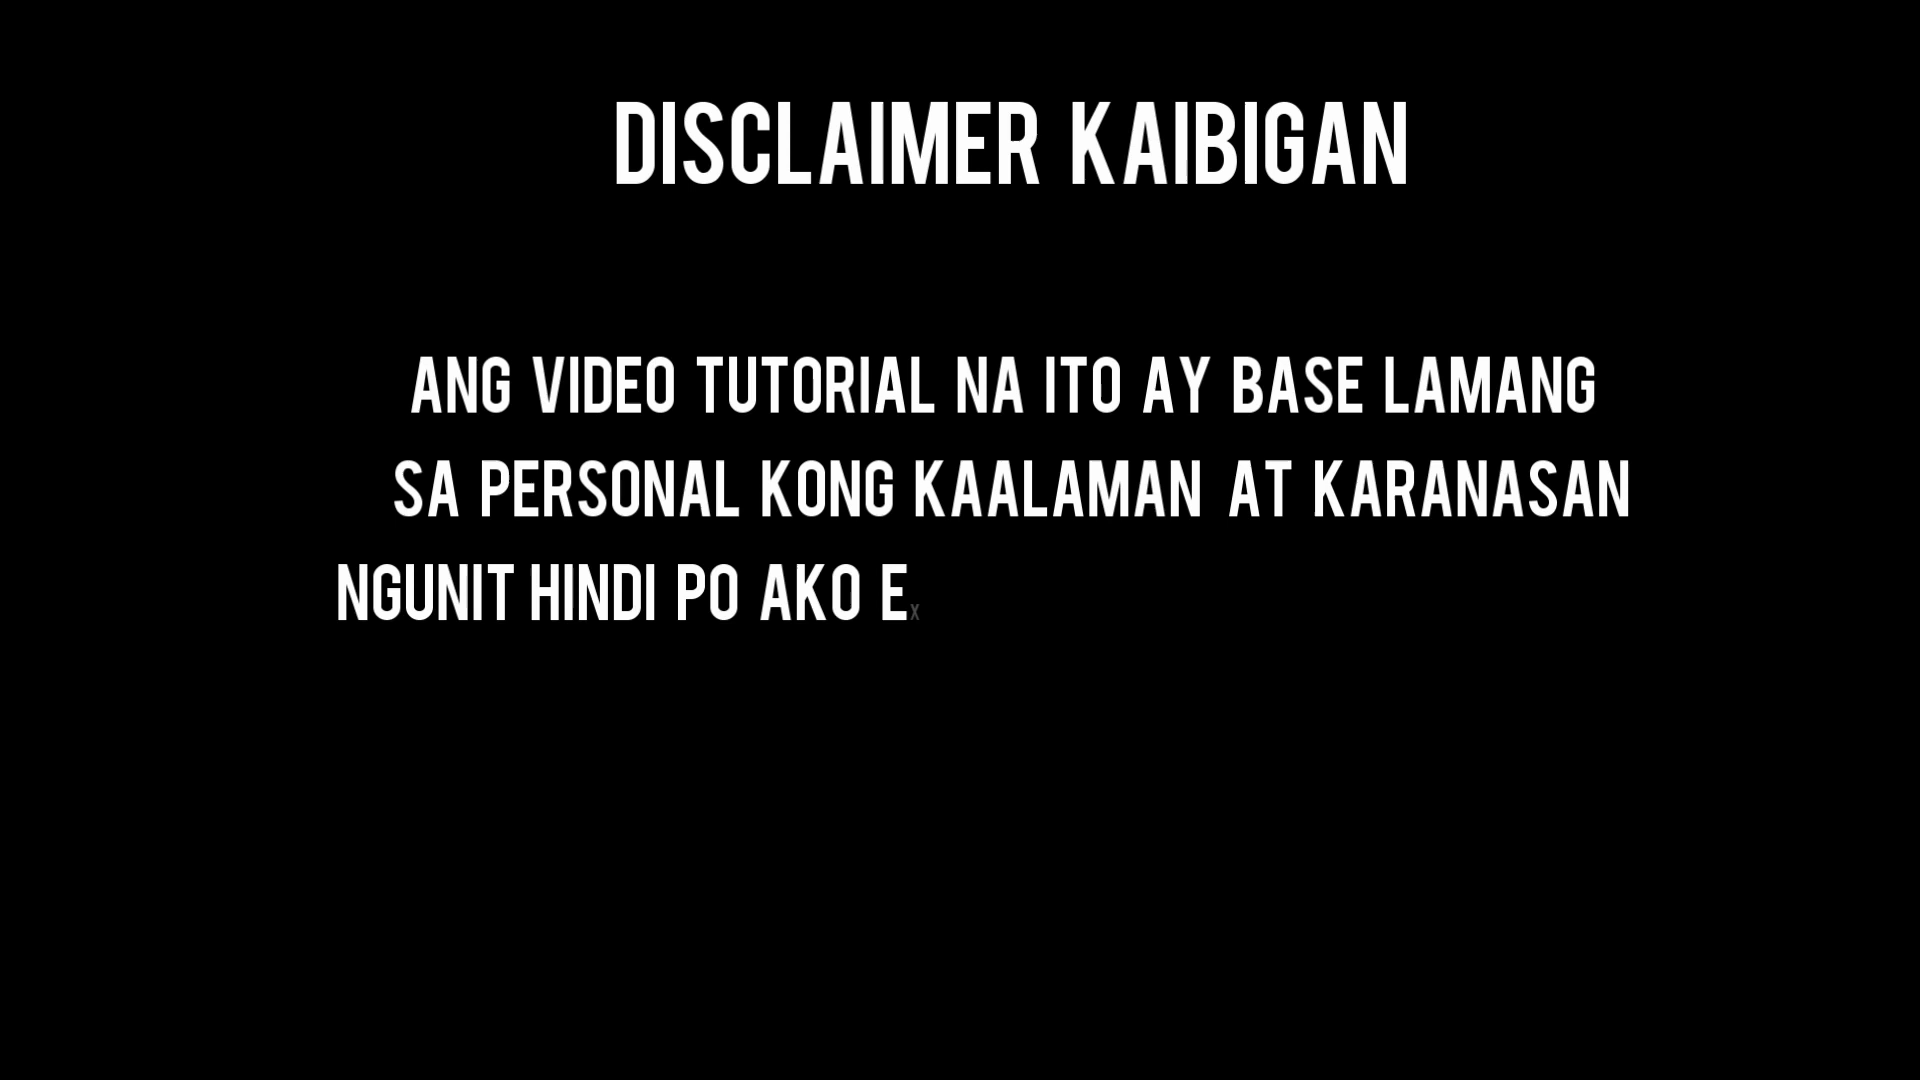 DISCLAIMER KAIBIGAN
ANG VIDEO TUTORIAL NA ITO AY BASE LAMANG
SA PERSONAL KONG KAALAMAN AT KARANASAN
NGUNIT HINDI PO AKO EX